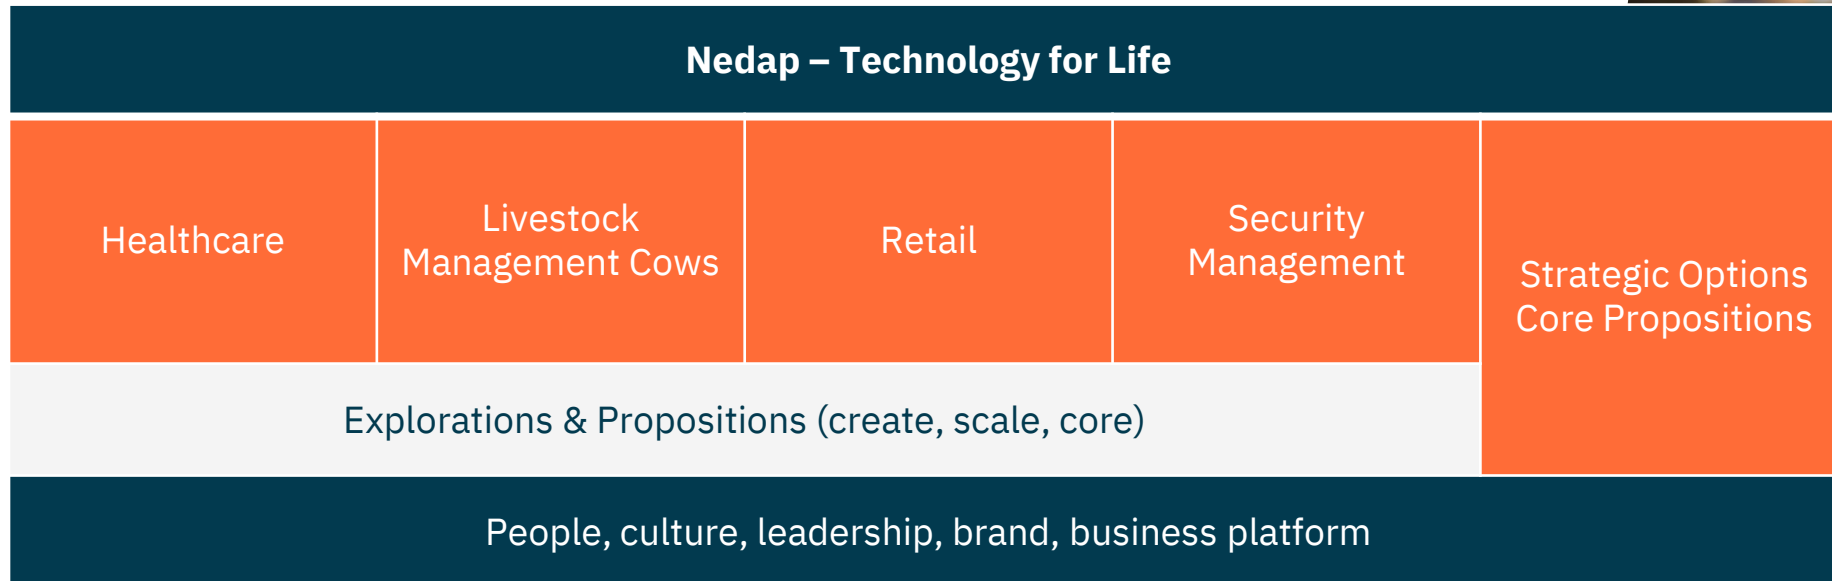 Nedap – Technology for Life
Healthcare
Livestock
Management Cows
Retail
Security
Management
Strategic Options
Core Propositions
Explorations & Propositions (create, scale, core)
People, culture, leadership, brand, business platform